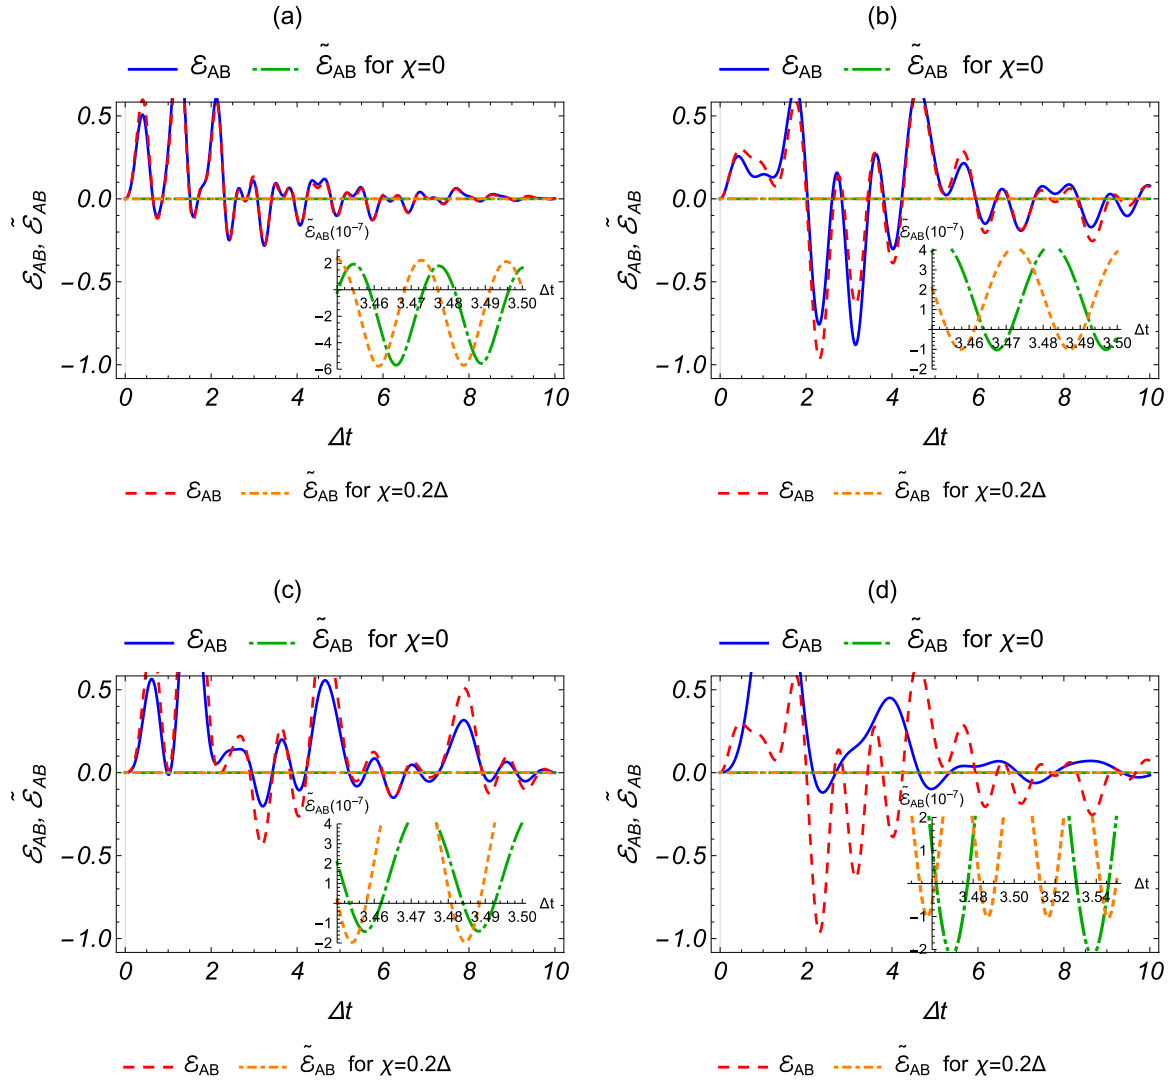 (a)
ℰAB ℰ̃AB for χ=0
0.5
0.0
−0.5
−1.0
ℰAB, ℰ̃AB
ℰ̃AB(10⁻⁷)
2
−1
−2
−4
−6
3.46 3.47 3.48 3.49 3.50
Δt
0 2 4 6 8 10
Δt
ℰAB ℰ̃AB for χ=0.2Δ
(b)
ℰAB ℰ̃AB for χ=0
0.5
0.0
−0.5
−1.0
ℰAB, ℰ̃AB
ℰ̃AB(10⁻⁷)
4
3
2
1
−1
−2
3.46 3.47 3.48 3.49 3.50
Δt
0 2 4 6 8 10
Δt
ℰAB ℰ̃AB for χ=0.2Δ
(c)
ℰAB ℰ̃AB for χ=0
0.5
0.0
−0.5
−1.0
ℰAB, ℰ̃AB
ℰ̃AB(10⁻⁷)
4
3
2
1
−1
−2
3.46 3.47 3.48 3.49 3.50
Δt
0 2 4 6 8 10
Δt
ℰAB ℰ̃AB for χ=0.2Δ
(d)
ℰAB ℰ̃AB for χ=0
0.5
0.0
−0.5
−1.0
ℰAB, ℰ̃AB
ℰ̃AB(10⁻⁷)
2
1
−1
−2
3.48 3.50 3.52 3.54
Δt
0 2 4 6 8 10
Δt
ℰAB ℰ̃AB for χ=0.2Δ